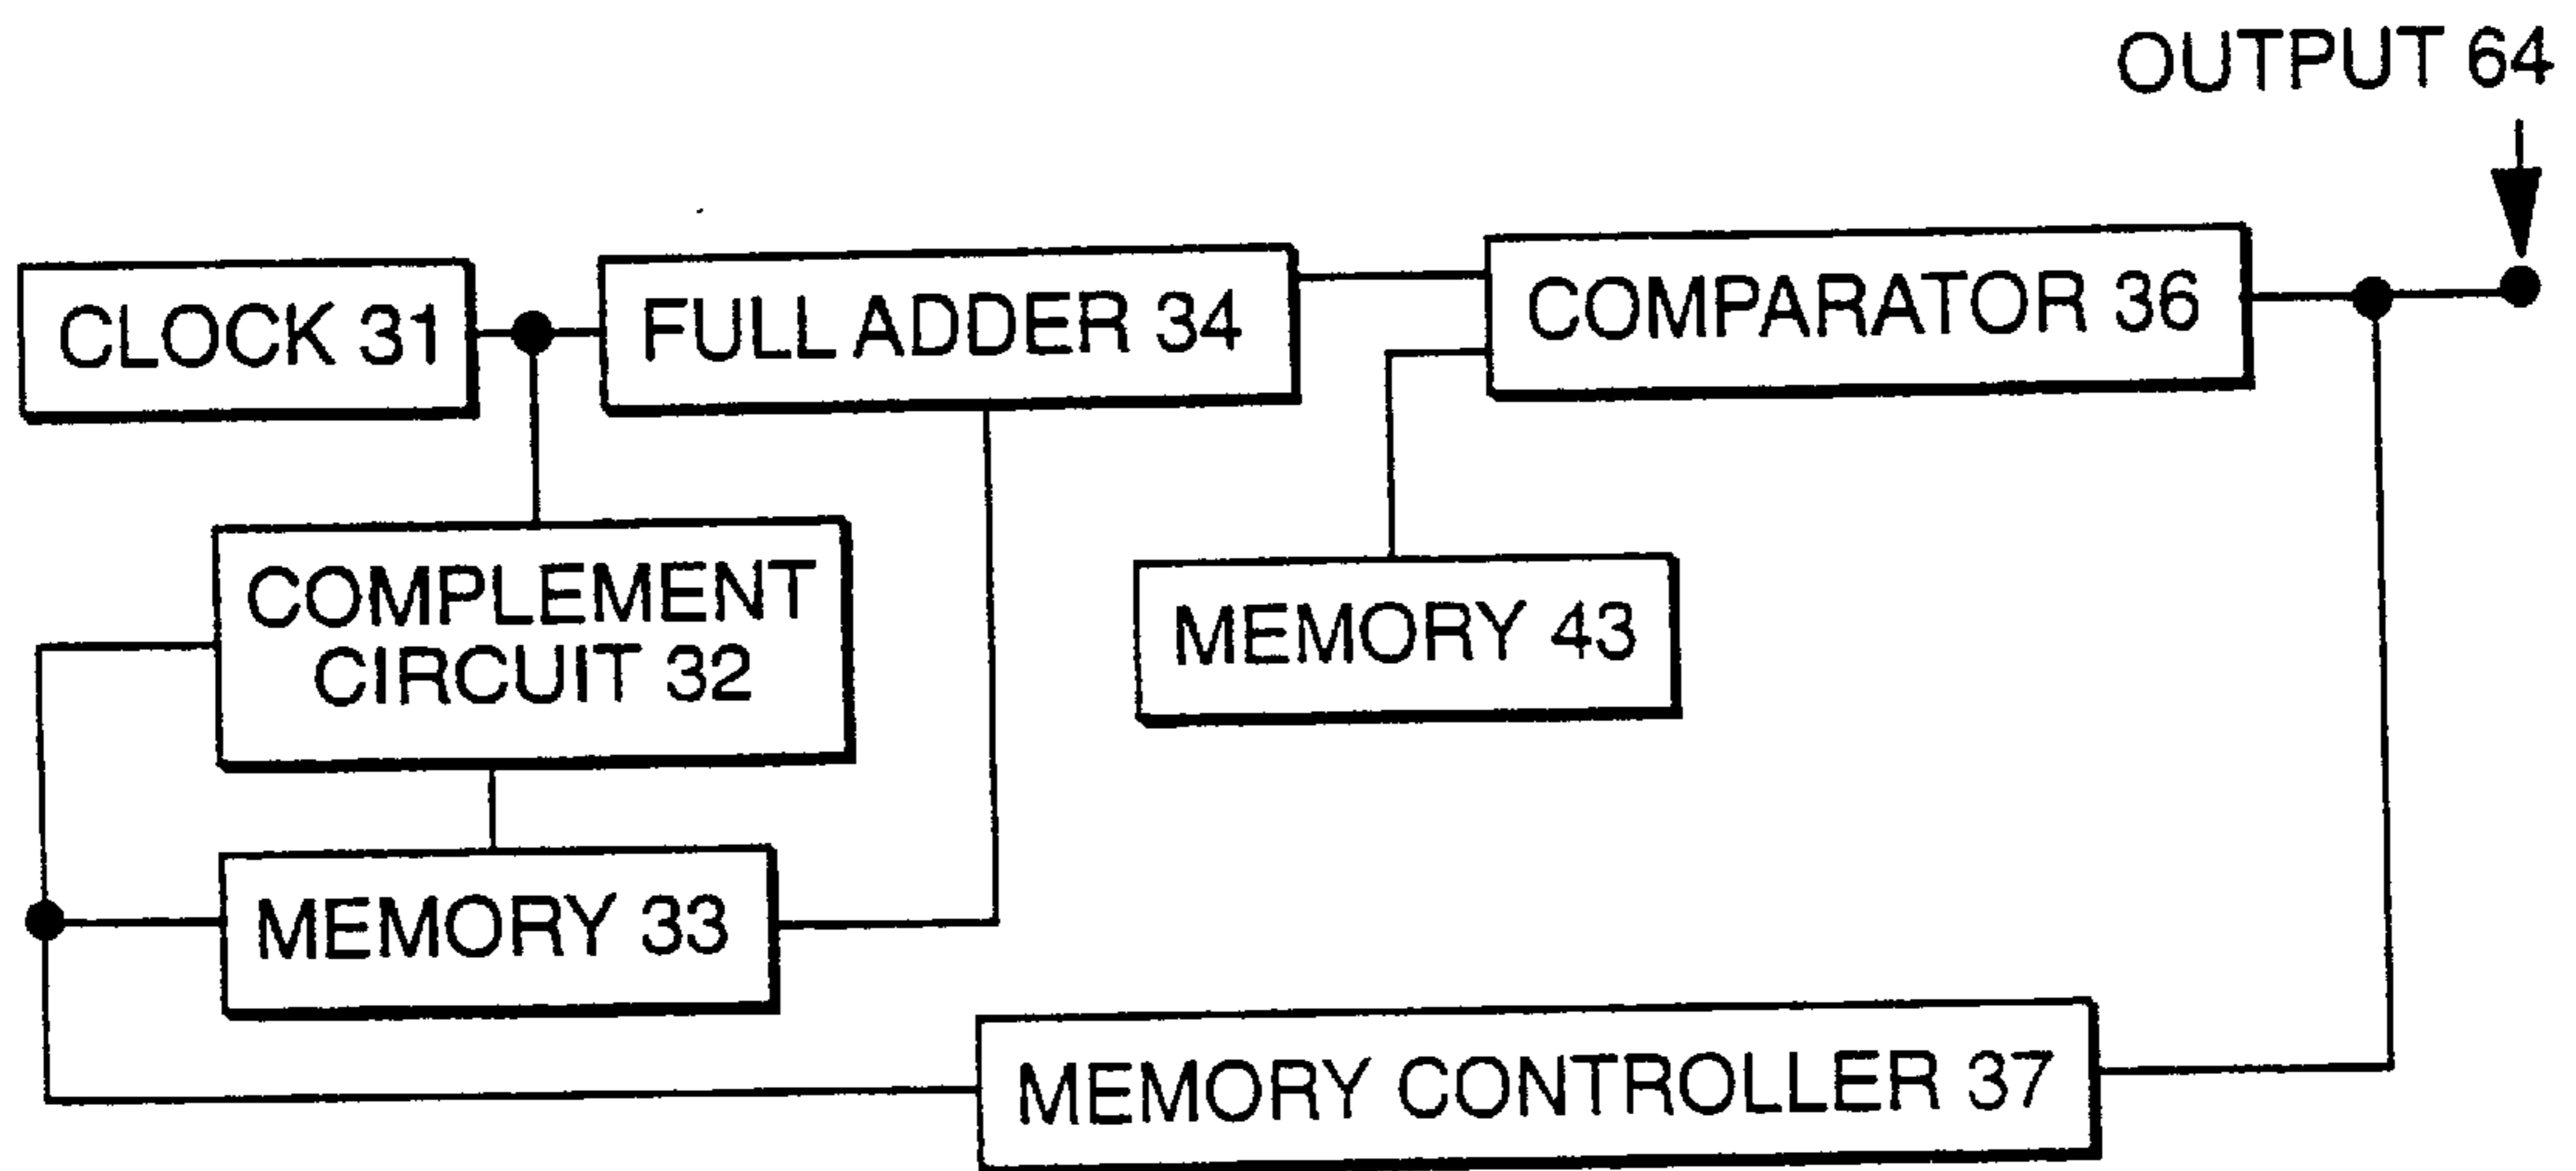 OUTPUT 64
CLOCK 31
FULL ADDER 34
COMPARATOR 36
COMPLEMENT
CIRCUIT 32
MEMORY 43
MEMORY 33
MEMORY CONTROLLER 37